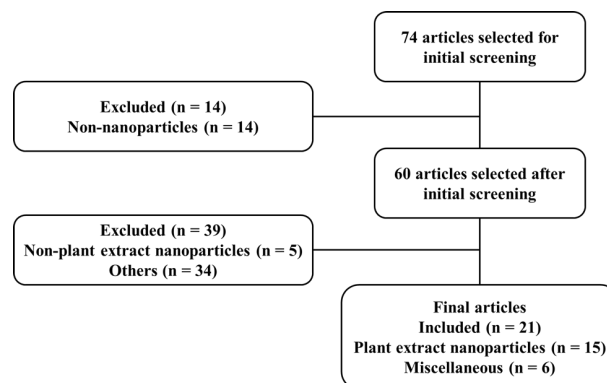 74 articles selected for
initial screening
Excluded (n = 14)
Non-nanoparticles (n = 14)
60 articles selected after
initial screening
Excluded (n = 39)
Non-plant extract nanoparticles (n = 5)
Others (n = 34)
Final articles
Included (n = 21)
Plant extract nanoparticles (n = 15)
Miscellaneous (n = 6)